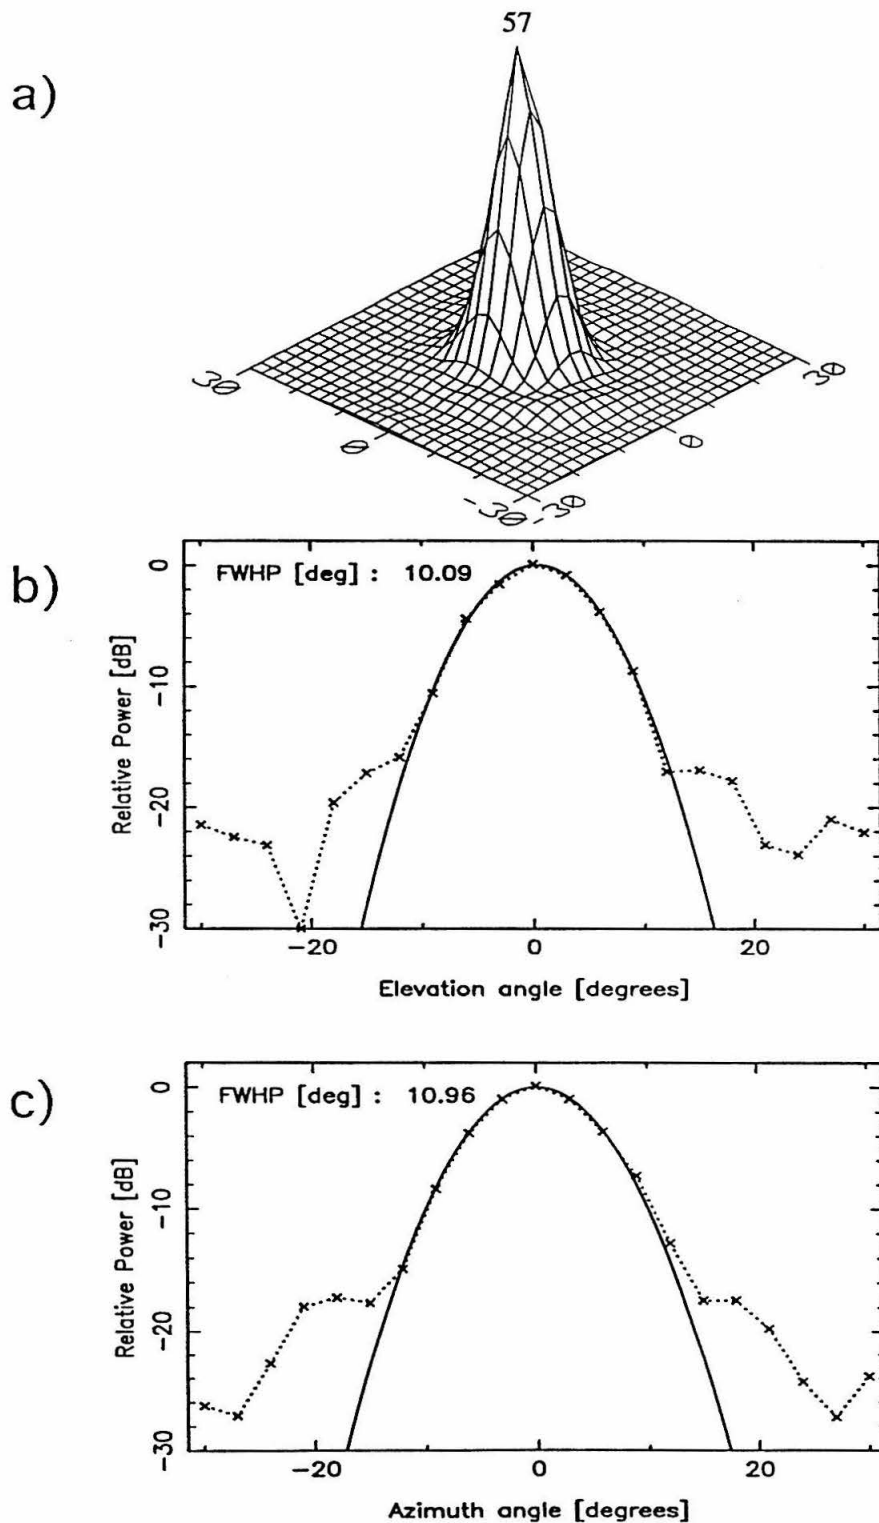 57
a)
30
0
-30
-30
0
30
b)
FWHP [deg] : 10.09
0
-10
-20
-30
Relative Power [dB]
-20 0 20
Elevation angle [degrees]
c)
FWHP [deg] : 10.96
0
-10
-20
-30
Relative Power [dB]
-20 0 20
Azimuth angle [degrees]